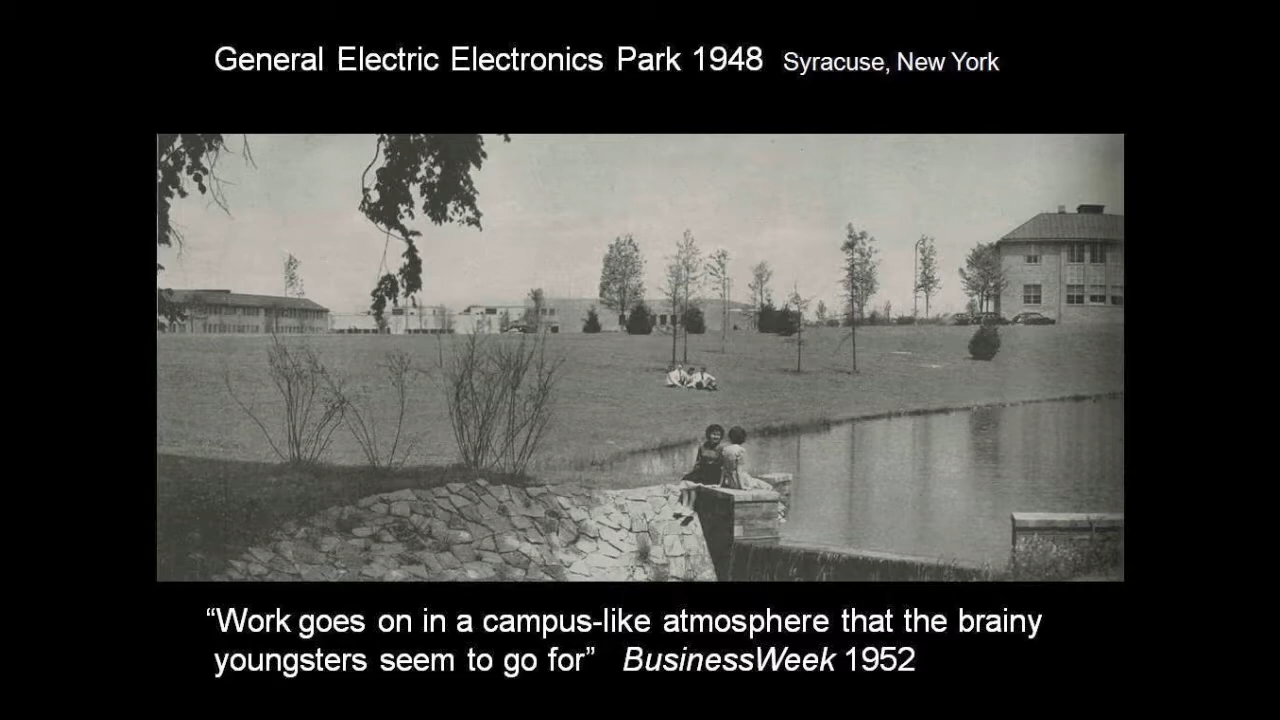 General Electric Electronics Park 1948 Syracuse, New York
“Work goes on in a campus-like atmosphere that the brainy
youngsters seem to go for” BusinessWeek 1952